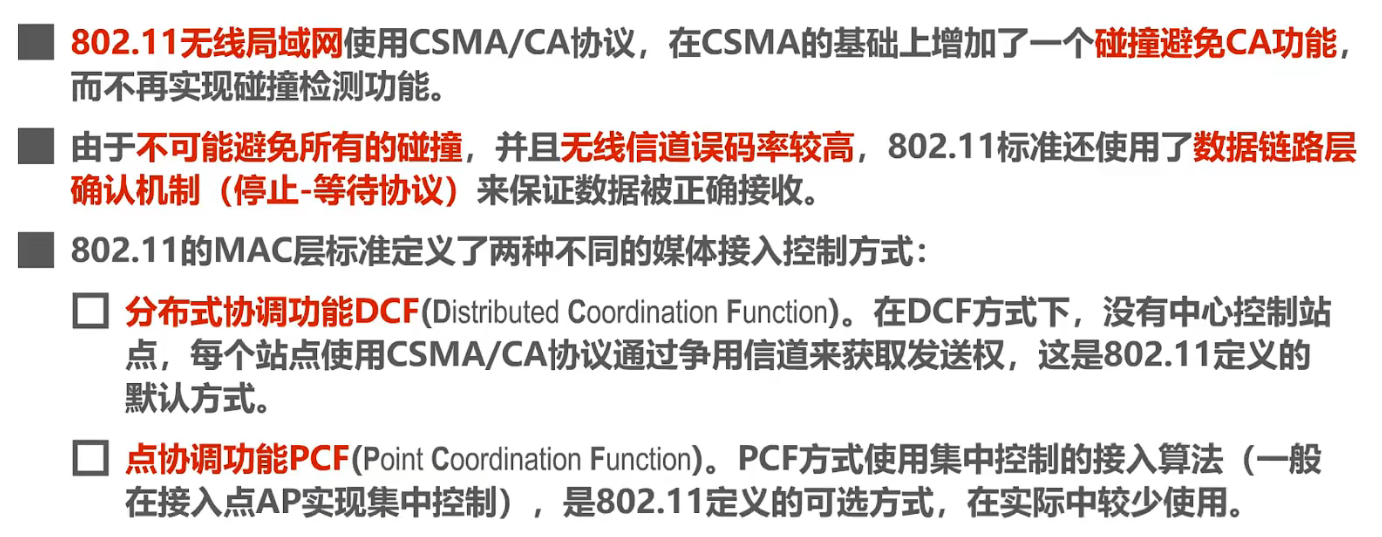 802.11无线局域网使用CSMA/CA协议，在CSMA的基础上增加了一个碰撞避免CA功能，
而不再实现碰撞检测功能。
由于不可能避免所有的碰撞，并且无线信道误码率较高，802.11标准还使用了数据链路层
确认机制（停止-等待协议）来保证数据被正确接收。
802.11的MAC层标准定义了两种不同的媒体接入控制方式：
分布式协调功能DCF(Distributed Coordination Function)。在DCF方式下，没有中心控制站
点，每个站点使用CSMA/CA协议通过争用信道来获取发送权，这是802.11定义的
默认方式。
点协调功能PCF(Point Coordination Function)。PCF方式使用集中控制的接入算法（一般
在接入点AP实现集中控制），是802.11定义的可选方式，在实际中较少使用。